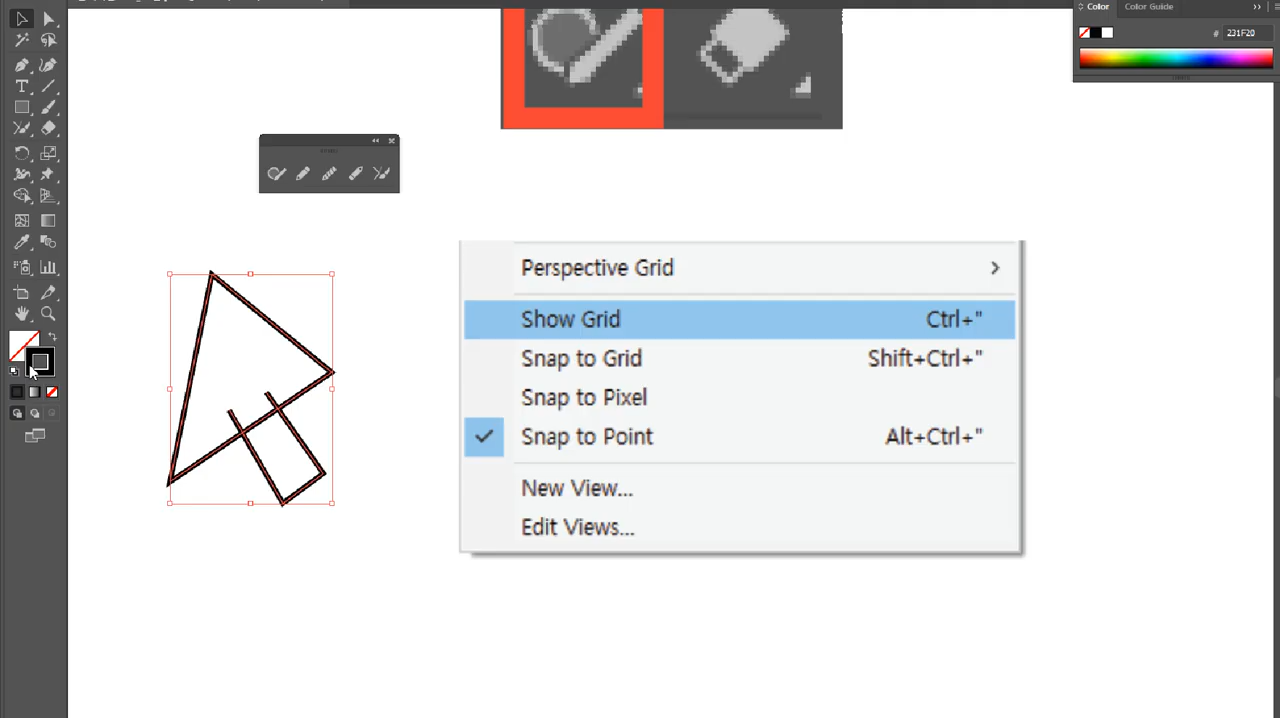 Color
Color Guide
# 231F20
Perspective Grid
Show Grid Ctrl+"
Snap to Grid Shift+Ctrl+"
Snap to Pixel
Snap to Point Alt+Ctrl+"
New View...
Edit Views...